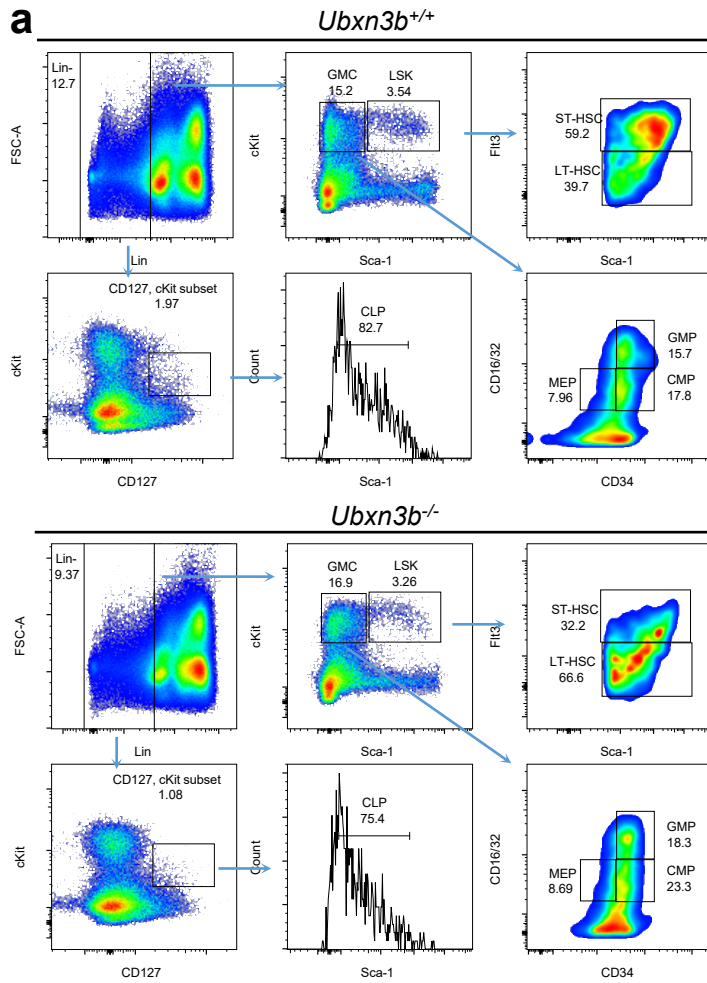 a
Ubxn3b+/+
Lin-
12.7
FSC-A
Lin
GMC
15.2
LSK
3.54
cKit
Sca-1
ST-HSC
59.2
LT-HSC
39.7
Flt3
Sca-1
CD127, cKit subset
1.97
cKit
CD127
CLP
82.7
Count
Sca-1
GMP
15.7
MEP
7.96
CMP
17.8
CD16/32
CD34
Ubxn3b-/-
Lin-
9.37
FSC-A
Lin
GMC
16.9
LSK
3.26
cKit
Sca-1
ST-HSC
32.2
LT-HSC
66.6
Flt3
Sca-1
CD127, cKit subset
1.08
cKit
CD127
CLP
75.4
Count
Sca-1
GMP
18.3
MEP
8.69
CMP
23.3
CD16/32
CD34